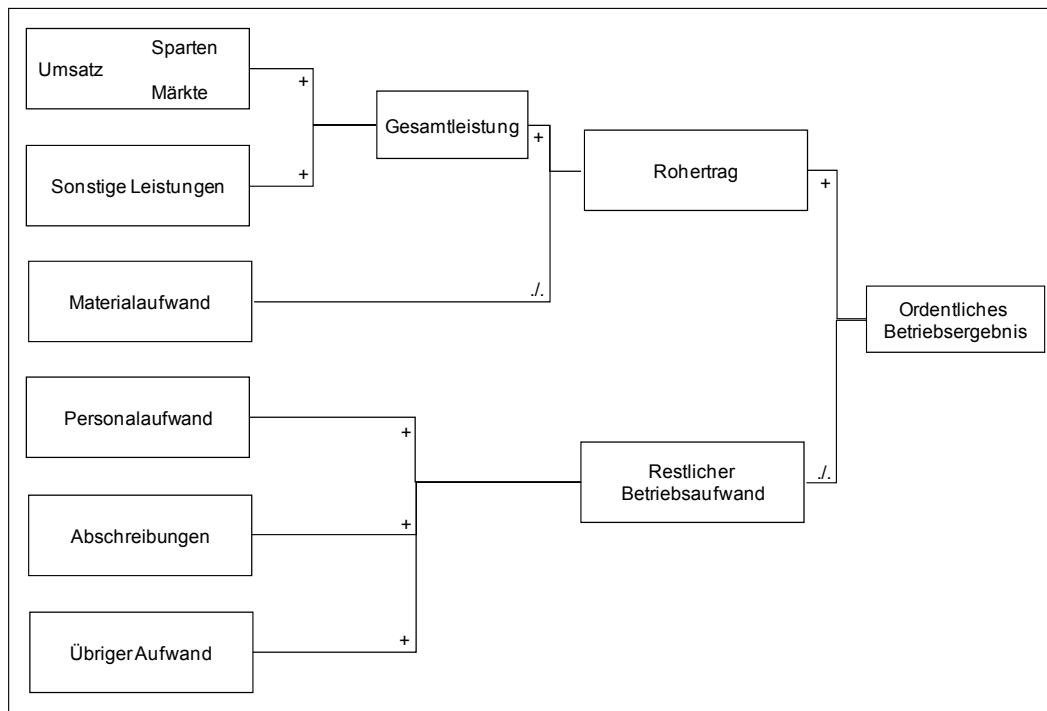 Umsatz
Sparten
Märkte
+
Gesamtleistung
+
Sonstige Leistungen
+
Rohertrag
+
Materialaufwand
./.
Ordentliches
Betriebsergebnis
Personalaufwand
+
Restlicher
Betriebsaufwand
./.
Abschreibungen
+
Übriger Aufwand
+